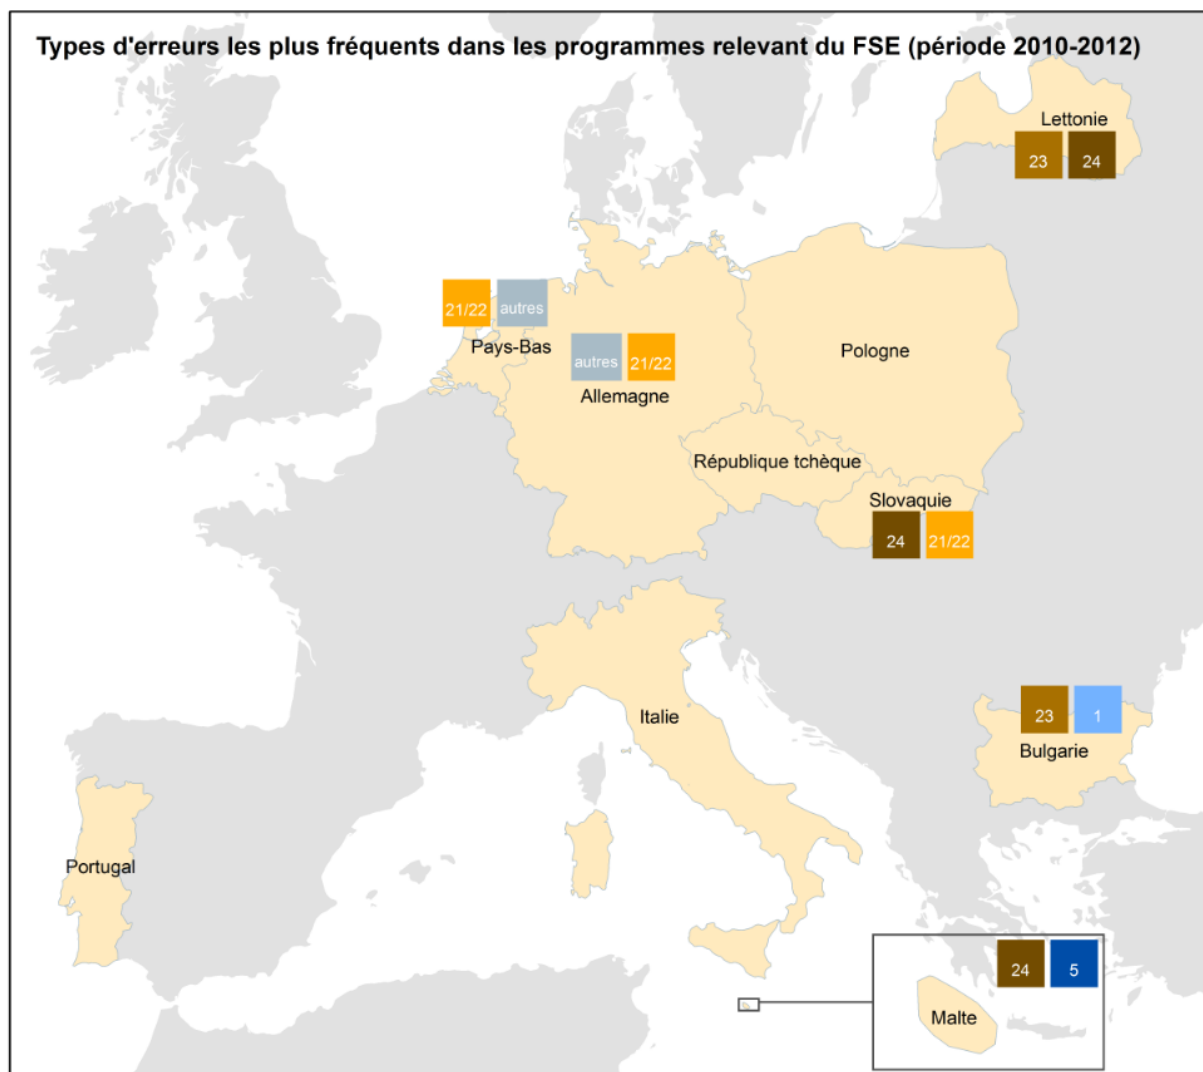 Types d'erreurs les plus fréquents dans les programmes relevant du FSE (période 2010-2012)
Lettonie
23 24
21/22 autres
Pays-Bas
autres 21/22
Allemagne
Pologne
République tchèque
Slovaquie
24 21/22
23 1
Bulgarie
Italie
Portugal
24 5
Malte